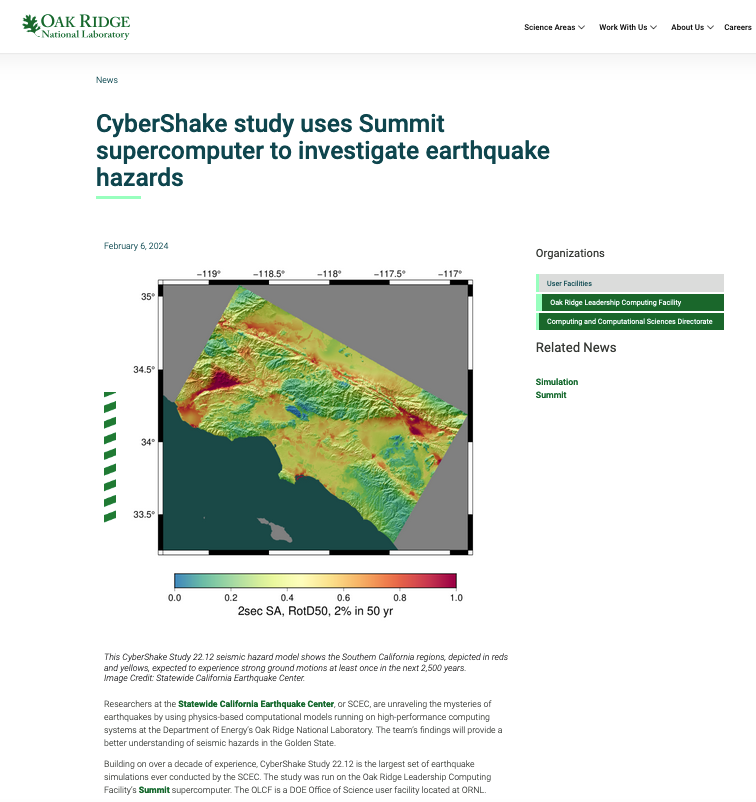 OAK RIDGE
National Laboratory
Science Areas Work With Us About Us Careers
News
CyberShake study uses Summit
supercomputer to investigate earthquake
hazards
February 6, 2024
−119° −118.5° −118° −117.5° −117°
35°
34.5°
34°
33.5°
0.0 0.2 0.4 0.6 0.8 1.0
2sec SA, RotD50, 2% in 50 yr
This CyberShake Study 22.12 seismic hazard model shows the Southern California regions, depicted in reds
and yellows, expected to experience strong ground motions at least once in the next 2,500 years.
Image Credit: Statewide California Earthquake Center.
Researchers at the Statewide California Earthquake Center, or SCEC, are unraveling the mysteries of
earthquakes by using physics-based computational models running on high-performance computing
systems at the Department of Energy's Oak Ridge National Laboratory. The team's findings will provide a
better understanding of seismic hazards in the Golden State.
Building on over a decade of experience, CyberShake Study 22.12 is the largest set of earthquake
simulations ever conducted by the SCEC. The study was run on the Oak Ridge Leadership Computing
Facility's Summit supercomputer. The OLCF is a DOE Office of Science user facility located at ORNL.
Organizations
User Facilities
Oak Ridge Leadership Computing Facility
Computing and Computational Sciences Directorate
Related News
Simulation
Summit